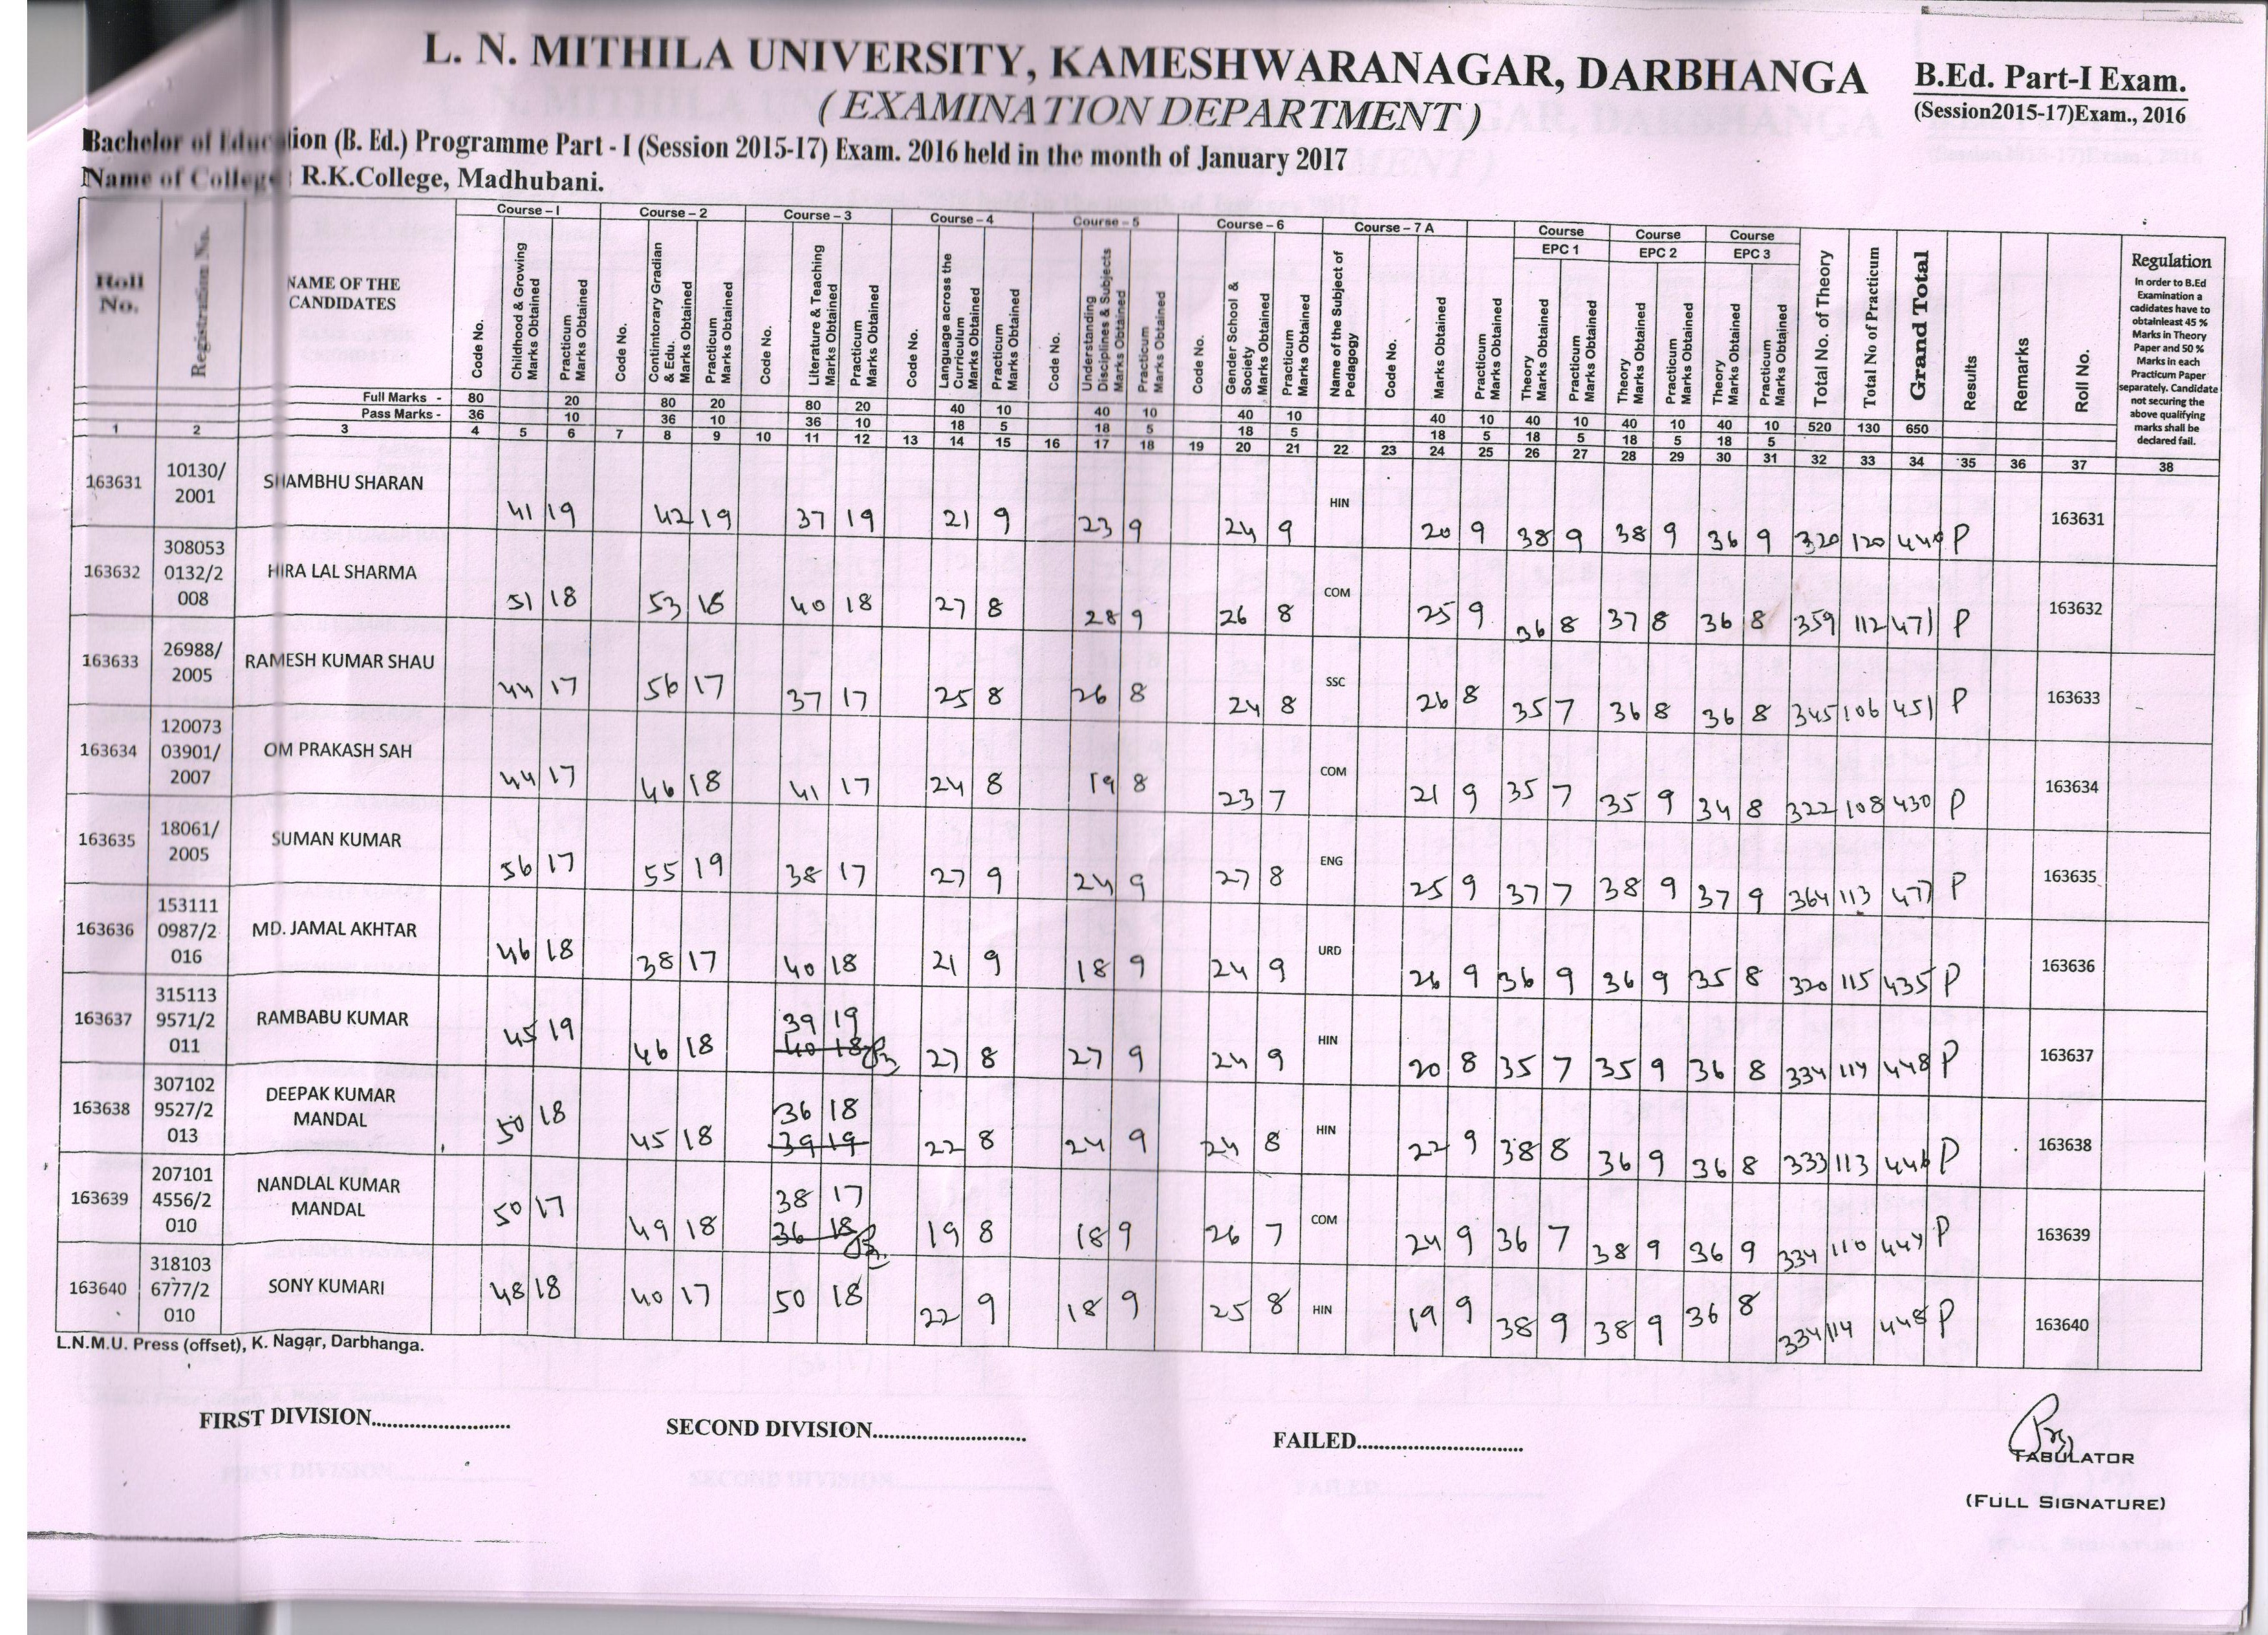 L. N. MITHILA UNIVERSITY, KAMESHWARANAGAR, DARBHANGA
B.Ed. Part-I Exam.
( EXAMINATION DEPARTMENT )
(Session2015-17)Exam., 2016
Bachelor of Education (B. Ed.) Programme Part - I (Session 2015-17) Exam. 2016 held in the month of January 2017
Name of College : R.K.College, Madhubani.
Course – I Course – 2 Course – 3 Course – 4 Course – 5 Course – 6 Course – 7 A Course EPC 1 Course EPC 2 Course EPC 3
Roll No.
Registration No.
NAME OF THE CANDIDATES
Code No.
Childhood & Growing Marks Obtained
Practicum Marks Obtained
Code No.
Contimtorary Gradian & Edu. Marks Obtained
Practicum Marks Obtained
Code No.
Literature & Teaching Marks Obtained
Practicum Marks Obtained
Code No.
Language across the Curriculum Marks Obtained
Practicum Marks Obtained
Code No.
Understanding Disciplines & Subjects Marks Obtained
Practicum Marks Obtained
Code No.
Gender School & Society Marks Obtained
Practicum Marks Obtained
Name of the Subject of Pedagogy
Code No.
Marks Obtained
Practicum Marks Obtained
Theory Marks Obtained
Practicum Marks Obtained
Theory Marks Obtained
Practicum Marks Obtained
Theory Marks Obtained
Practicum Marks Obtained
Total No. of Theory
Total No of Practicum
Grand Total
Results
Remarks
Roll No.
Regulation
In order to B.Ed
Examination a
cadidates have to
obtainleast 45 %
Marks in Theory
Paper and 50 %
Marks in each
Practicum Paper
separately. Candidate
not securing the
above qualifying
marks shall be
declared fail.
Full Marks - 80 20 80 20 80 20 40 10 40 10 40 10 40 10 40 10 40 10 40 10 520 130 650
Pass Marks - 36 10 36 10 36 10 18 5 18 5 18 5 18 5 18 5 18 5 18 5
1 2 3 4 5 6 7 8 9 10 11 12 13 14 15 16 17 18 19 20 21 22 23 24 25 26 27 28 29 30 31 32 33 34 35 36 37 38
163631 10130/2001 SHAMBHU SHARAN 41 19 42 19 37 19 21 9 23 9 24 9 HIN 20 9 38 9 38 9 36 9 320 120 440 P 163631
163632 3080530132/2008 HIRA LAL SHARMA 51 18 53 18 40 18 27 8 28 9 26 8 COM 25 9 36 8 37 8 36 8 359 112 471 P 163632
163633 26988/2005 RAMESH KUMAR SHAU 44 17 56 17 37 17 25 8 26 8 24 8 SSC 26 8 35 7 36 8 36 8 345 106 451 P 163633
163634 12007303901/2007 OM PRAKASH SAH 44 17 46 18 41 17 24 8 19 8 23 7 COM 21 9 35 7 35 9 34 8 322 108 430 P 163634
163635 18061/2005 SUMAN KUMAR 56 17 55 19 38 17 27 9 24 9 27 8 ENG 25 9 37 7 38 9 37 9 364 113 477 P 163635
163636 1531110987/2016 MD. JAMAL AKHTAR 46 18 38 17 40 18 21 9 18 9 24 9 URD 26 9 36 9 36 9 35 8 320 115 435 P 163636
163637 3151139571/2011 RAMBABU KUMAR 45 19 46 18 39 19 40 18 27 8 27 9 24 9 HIN 20 8 35 7 35 9 36 8 334 114 448 P 163637
163638 3071029527/2013 DEEPAK KUMAR MANDAL 50 18 45 18 36 18 39 19 22 8 24 9 24 8 HIN 22 9 38 8 36 9 36 8 333 113 446 P 163638
163639 2071014556/2010 NANDLAL KUMAR MANDAL 50 17 49 18 38 17 36 18 19 8 18 9 26 7 COM 24 9 36 7 38 9 36 9 334 110 444 P 163639
163640 3181036777/2010 SONY KUMARI 48 18 40 17 50 18 22 9 18 9 25 8 HIN 19 9 38 9 38 9 36 8 334 114 448 P 163640
L.N.M.U. Press (offset), K. Nagar, Darbhanga.
FIRST DIVISION........................
SECOND DIVISION...........................
FAILED.............................
TABULATOR
(FULL SIGNATURE)